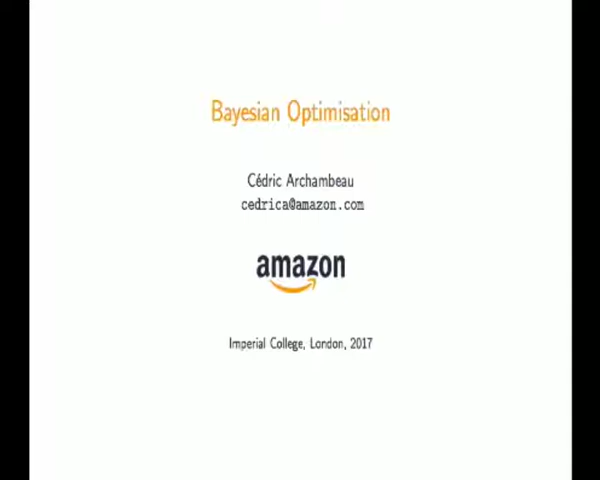 Bayesian Optimisation
Cédric Archambeau
cedrica@amazon.com
amazon
Imperial College, London, 2017